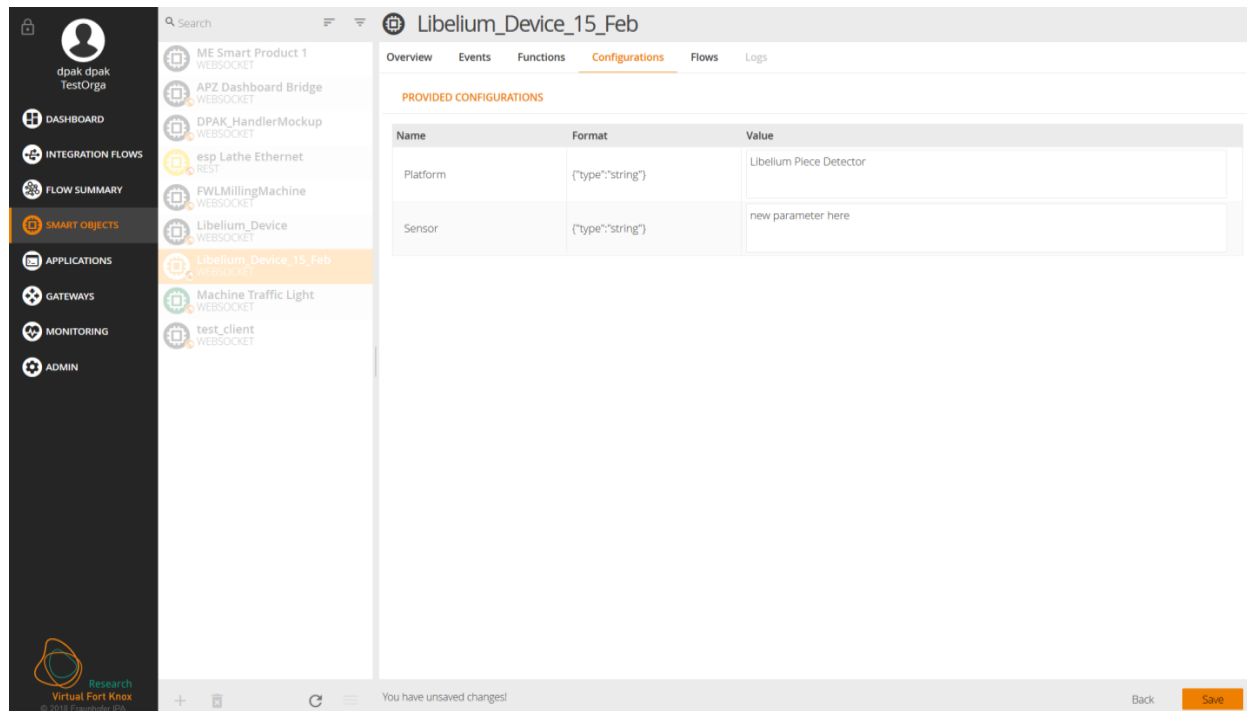 dpak dpak
TestOrga
DASHBOARD
INTEGRATION FLOWS
FLOW SUMMARY
SMART OBJECTS
APPLICATIONS
GATEWAYS
MONITORING
ADMIN
Research
Virtual Fort Knox
© 2018 Fraunhofer IPA
Search
ME Smart Product 1
WEBSOCKET
APZ Dashboard Bridge
WEBSOCKET
DPAK_HandlerMockup
WEBSOCKET
esp Lathe Ethernet
REST
FWLMillingMachine
WEBSOCKET
Libelium_Device
WEBSOCKET
Libelium_Device_15_Feb
WEBSOCKET
Machine Traffic Light
WEBSOCKET
test_client
WEBSOCKET
Libelium_Device_15_Feb
Overview Events Functions Configurations Flows Logs
PROVIDED CONFIGURATIONS
Name Format Value
Platform {"type":"string"} Libelium Piece Detector
Sensor {"type":"string"} new parameter here
You have unsaved changes! Back Save